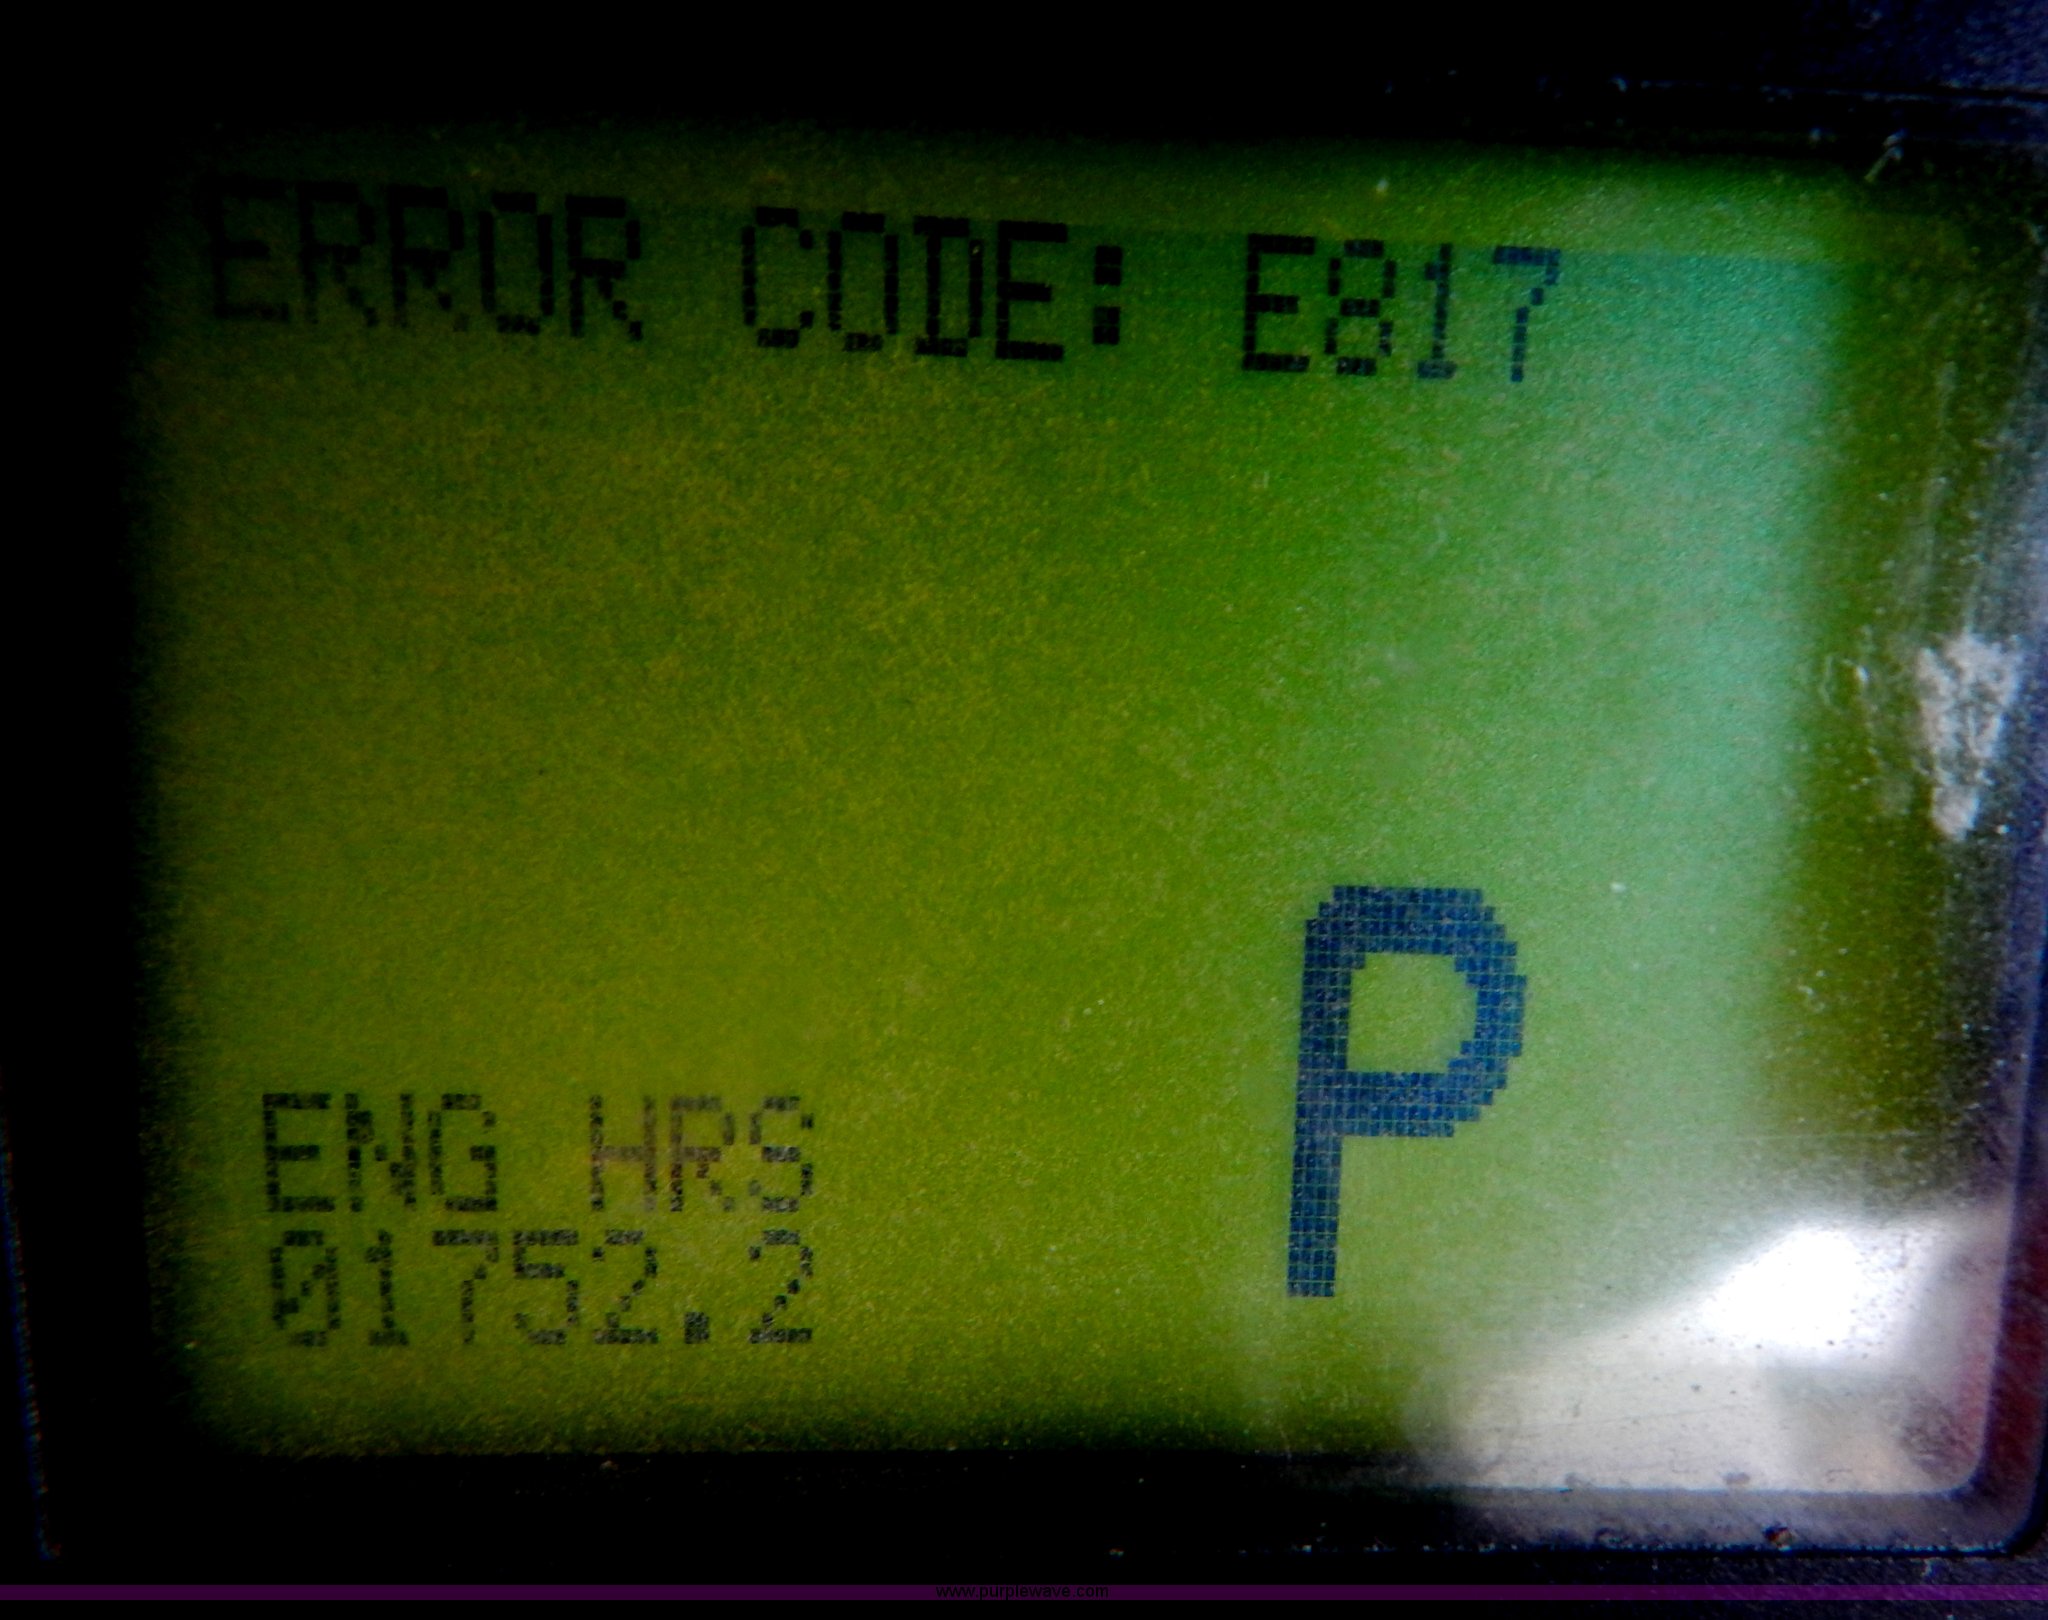 ERROR CODE: E817
P
ENG HRS
01752.2
www.purplewave.com